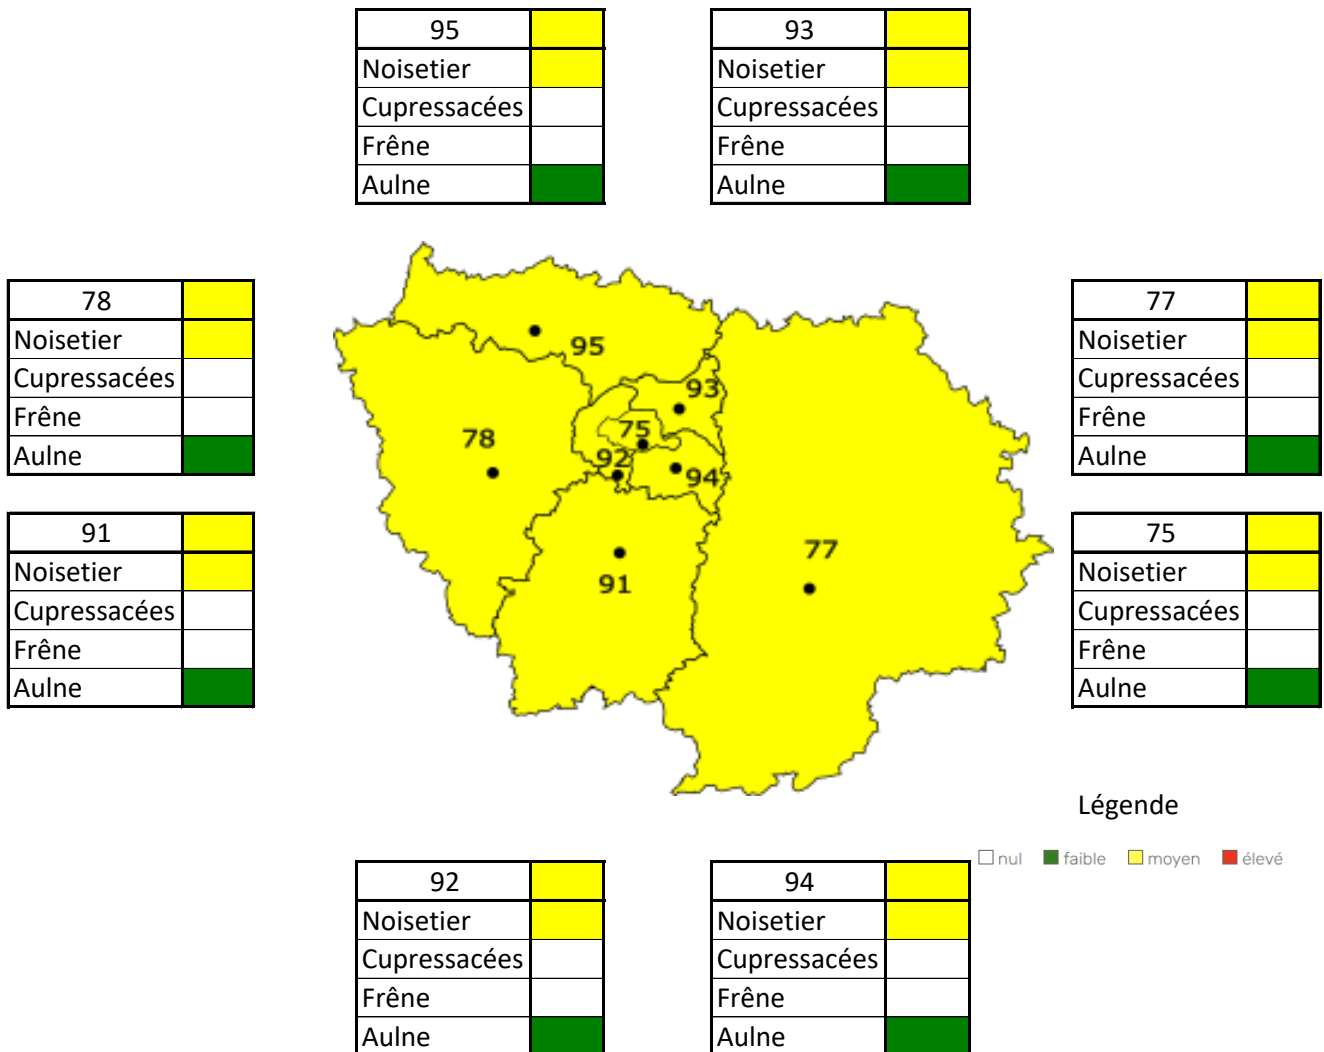 95
Noisetier
Cupressacées
Frêne
Aulne
93
Noisetier
Cupressacées
Frêne
Aulne
78
Noisetier
Cupressacées
Frêne
Aulne
77
Noisetier
Cupressacées
Frêne
Aulne
95
93
75
78
92
94
77
91
91
Noisetier
Cupressacées
Frêne
Aulne
75
Noisetier
Cupressacées
Frêne
Aulne
Légende
nul faible moyen élevé
92
Noisetier
Cupressacées
Frêne
Aulne
94
Noisetier
Cupressacées
Frêne
Aulne